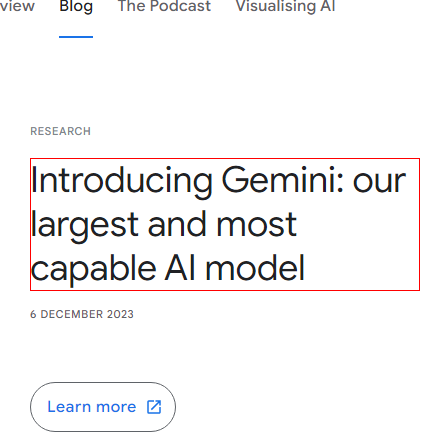 view Blog The Podcast Visualising AI
RESEARCH
Introducing Gemini: our
largest and most
capable AI model
6 DECEMBER 2023
Learn more